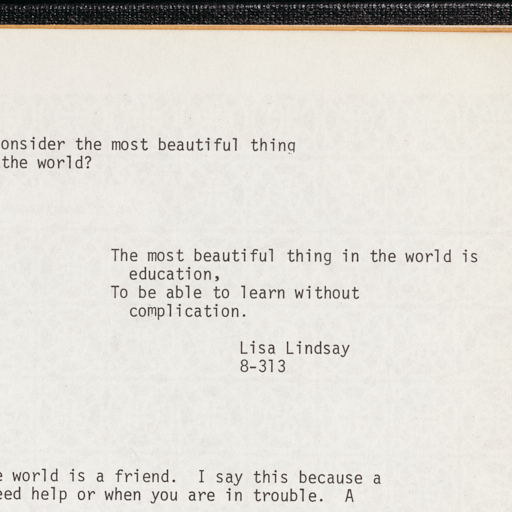 onsider the most beautiful thing
the world?
The most beautiful thing in the world is
education,
To be able to learn without
complication.
Lisa Lindsay
8-313
e world is a friend. I say this because a
eed help or when you are in trouble. A